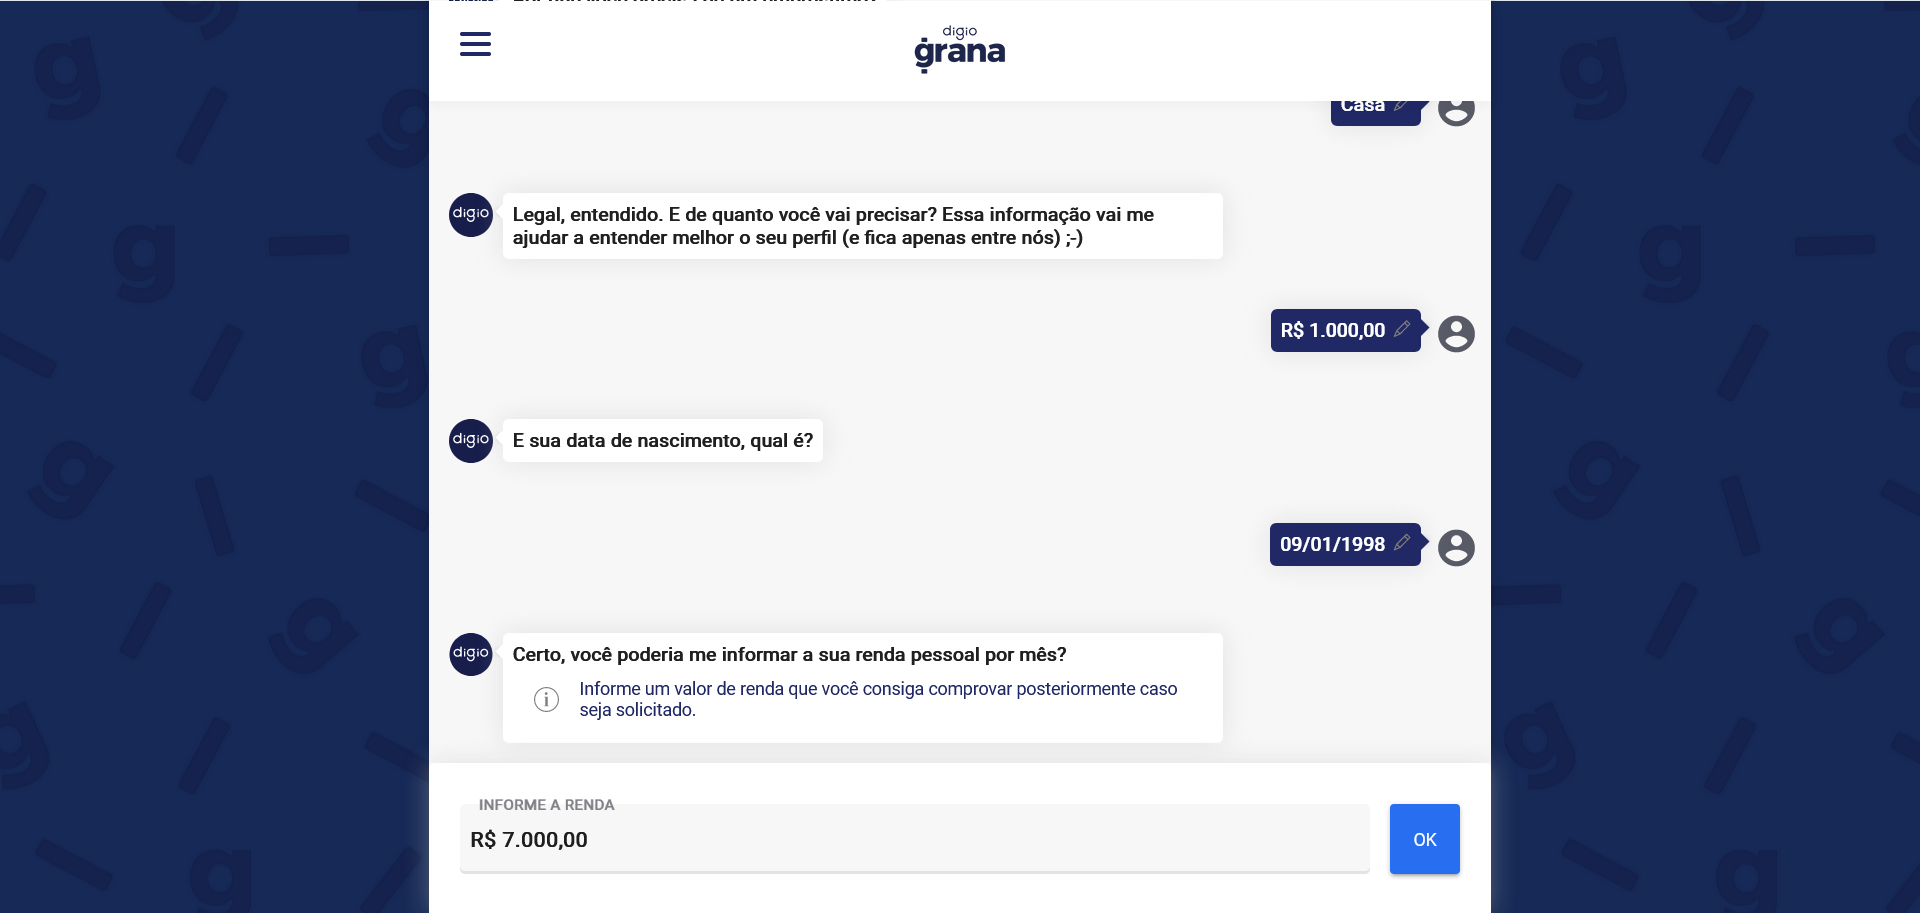 digio
grana
Casa
digio
Legal, entendido. E de quanto você vai precisar? Essa informação vai me
ajudar a entender melhor o seu perfil (e fica apenas entre nós) ;-)
R$ 1.000,00
digio
E sua data de nascimento, qual é?
09/01/1998
digio
Certo, você poderia me informar a sua renda pessoal por mês?
Informe um valor de renda que você consiga comprovar posteriormente caso
seja solicitado.
INFORME A RENDA
R$ 7.000,00
OK